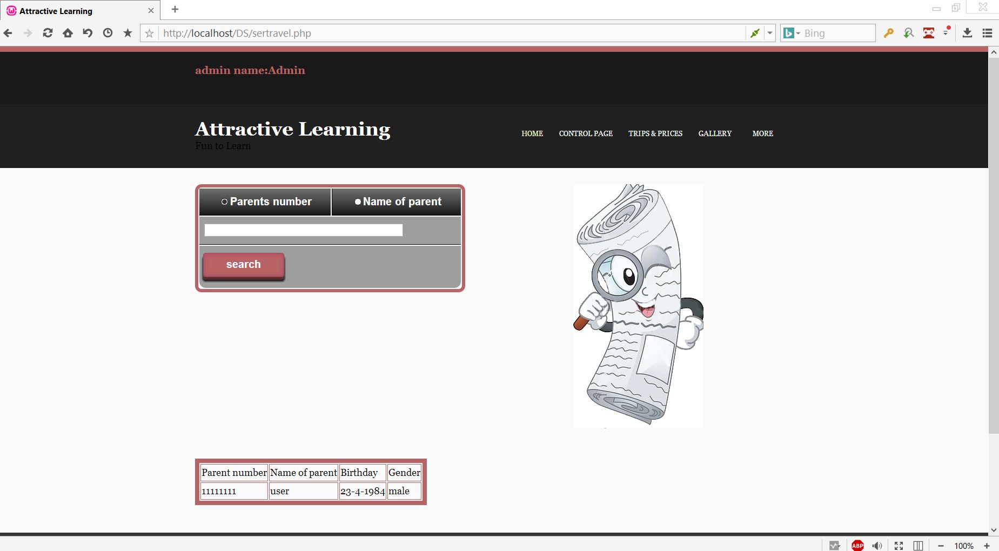 Attractive Learning
http://localhost/DS/sertravel.php
Bing
admin name:Admin
Attractive Learning
Fun to Learn
HOME CONTROL PAGE TRIPS & PRICES GALLERY MORE
Parents number Name of parent
search
Parent number Name of parent Birthday Gender
11111111 user 23-4-1984 male
ABP
100%